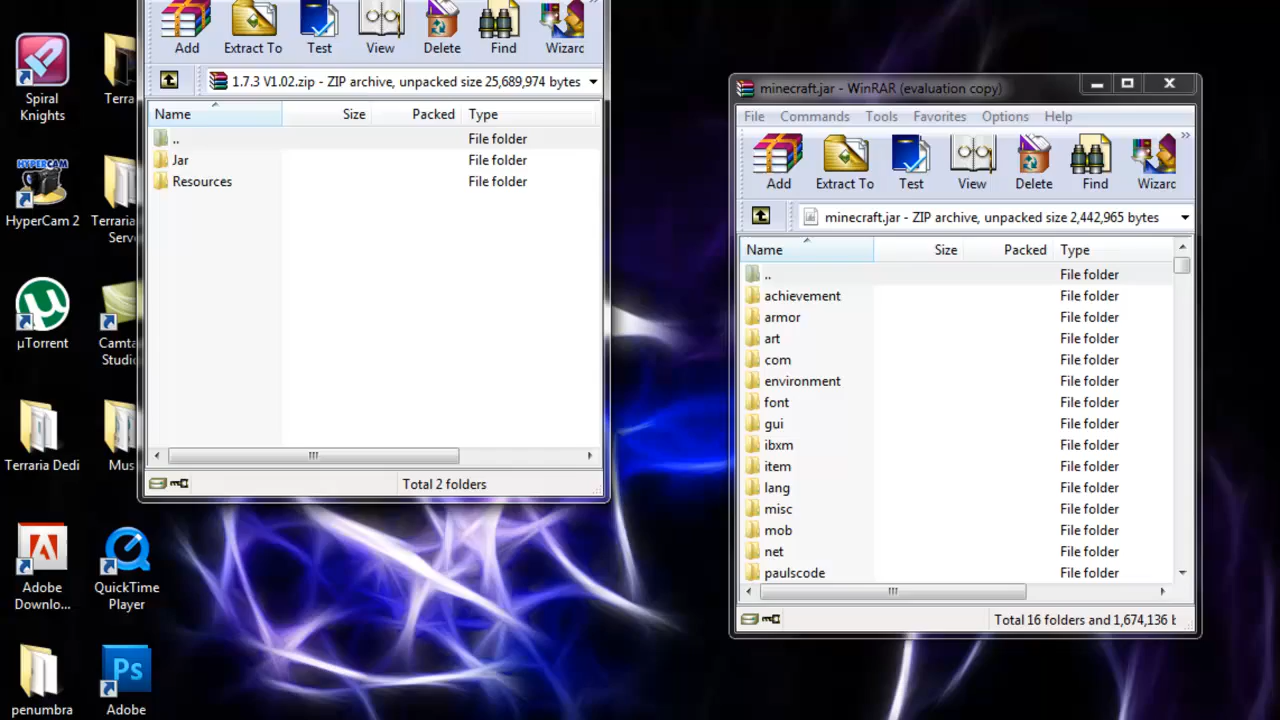 Spiral
Knights
Terra
HyperCam 2
Terraria
Serve
µTorrent
Camta
Studio
Terraria Dedi
Mus
Adobe
Downlo...
QuickTime
Player
penumbra
Adobe
Add
Extract To
Test
View
Delete
Find
Wizard
1.7.3 V1.02.zip - ZIP archive, unpacked size 25,689,974 bytes
Name Size Packed Type
.. File folder
Jar File folder
Resources File folder
Total 2 folders
minecraft.jar - WinRAR (evaluation copy)
File Commands Tools Favorites Options Help
Add
Extract To
Test
View
Delete
Find
Wizard
minecraft.jar - ZIP archive, unpacked size 2,442,965 bytes
Name Size Packed Type
.. File folder
achievement File folder
armor File folder
art File folder
com File folder
environment File folder
font File folder
gui File folder
ibxm File folder
item File folder
lang File folder
misc File folder
mob File folder
net File folder
paulscode File folder
Total 16 folders and 1,674,136 b